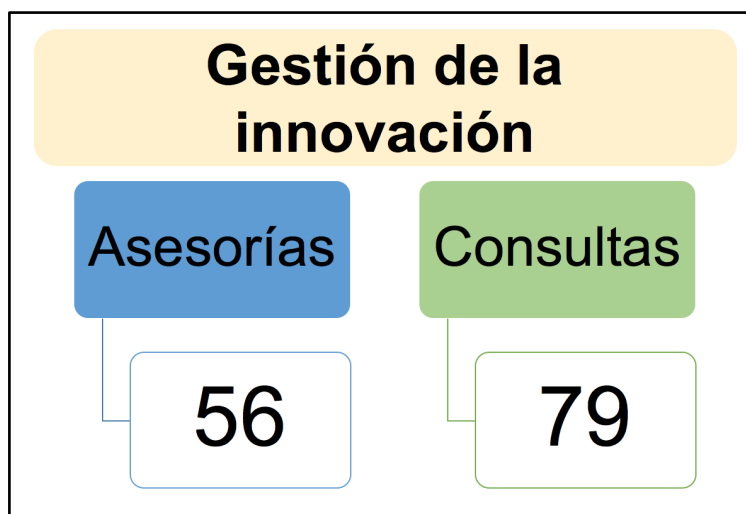 Gestión de la
innovación
Asesorías
56
Consultas
79